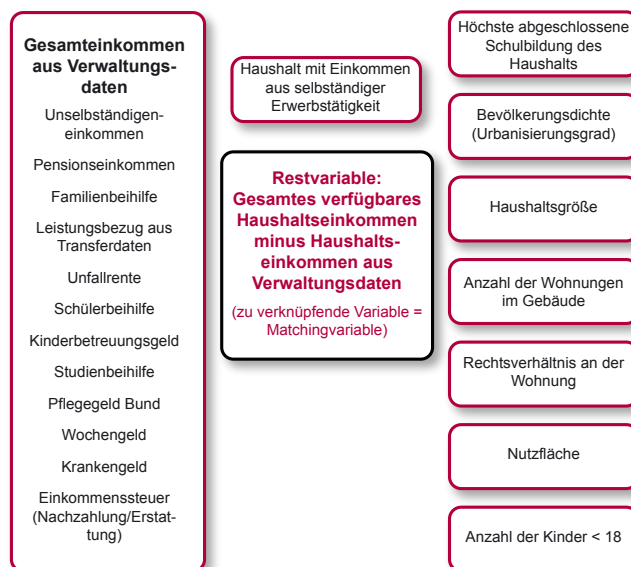 Gesamteinkommen
aus Verwaltungs-
daten
Unselbständigen-
einkommen
Pensionseinkommen
Familienbeihilfe
Leistungsbezug aus
Transferdaten
Unfallrente
Schülerbeihilfe
Kinderbetreuungsgeld
Studienbeihilfe
Pflegegeld Bund
Wochengeld
Krankengeld
Einkommenssteuer
(Nachzahlung/Erstat-
tung)
Haushalt mit Einkommen
aus selbständiger
Erwerbstätigkeit
Restvariable:
Gesamtes verfügbares
Haushaltseinkommen
minus Haushalts-
einkommen aus
Verwaltungsdaten
(zu verknüpfende Variable =
Matchingvariable)
Höchste abgeschlossene
Schulbildung des
Haushalts
Bevölkerungsdichte
(Urbanisierungsgrad)
Haushaltsgröße
Anzahl der Wohnungen
im Gebäude
Rechtsverhältnis an der
Wohnung
Nutzfläche
Anzahl der Kinder < 18